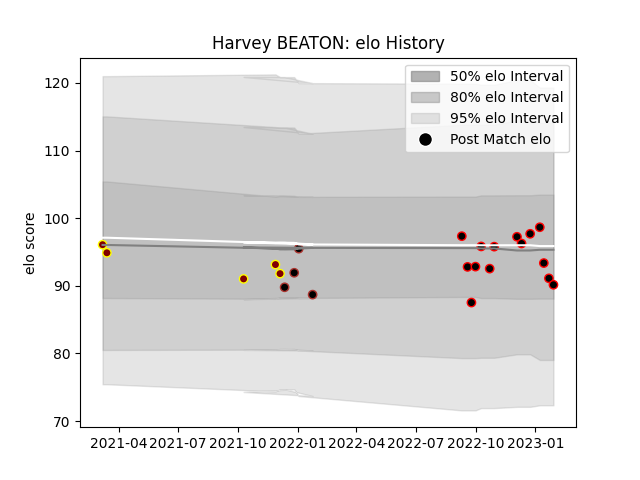 Harvey BEATON: elo History
120
110
100
90
80
70
elo score
50% elo Interval
80% elo Interval
95% elo Interval
Post Match elo
2021-04 2021-07 2021-10 2022-01 2022-04 2022-07 2022-10 2023-01